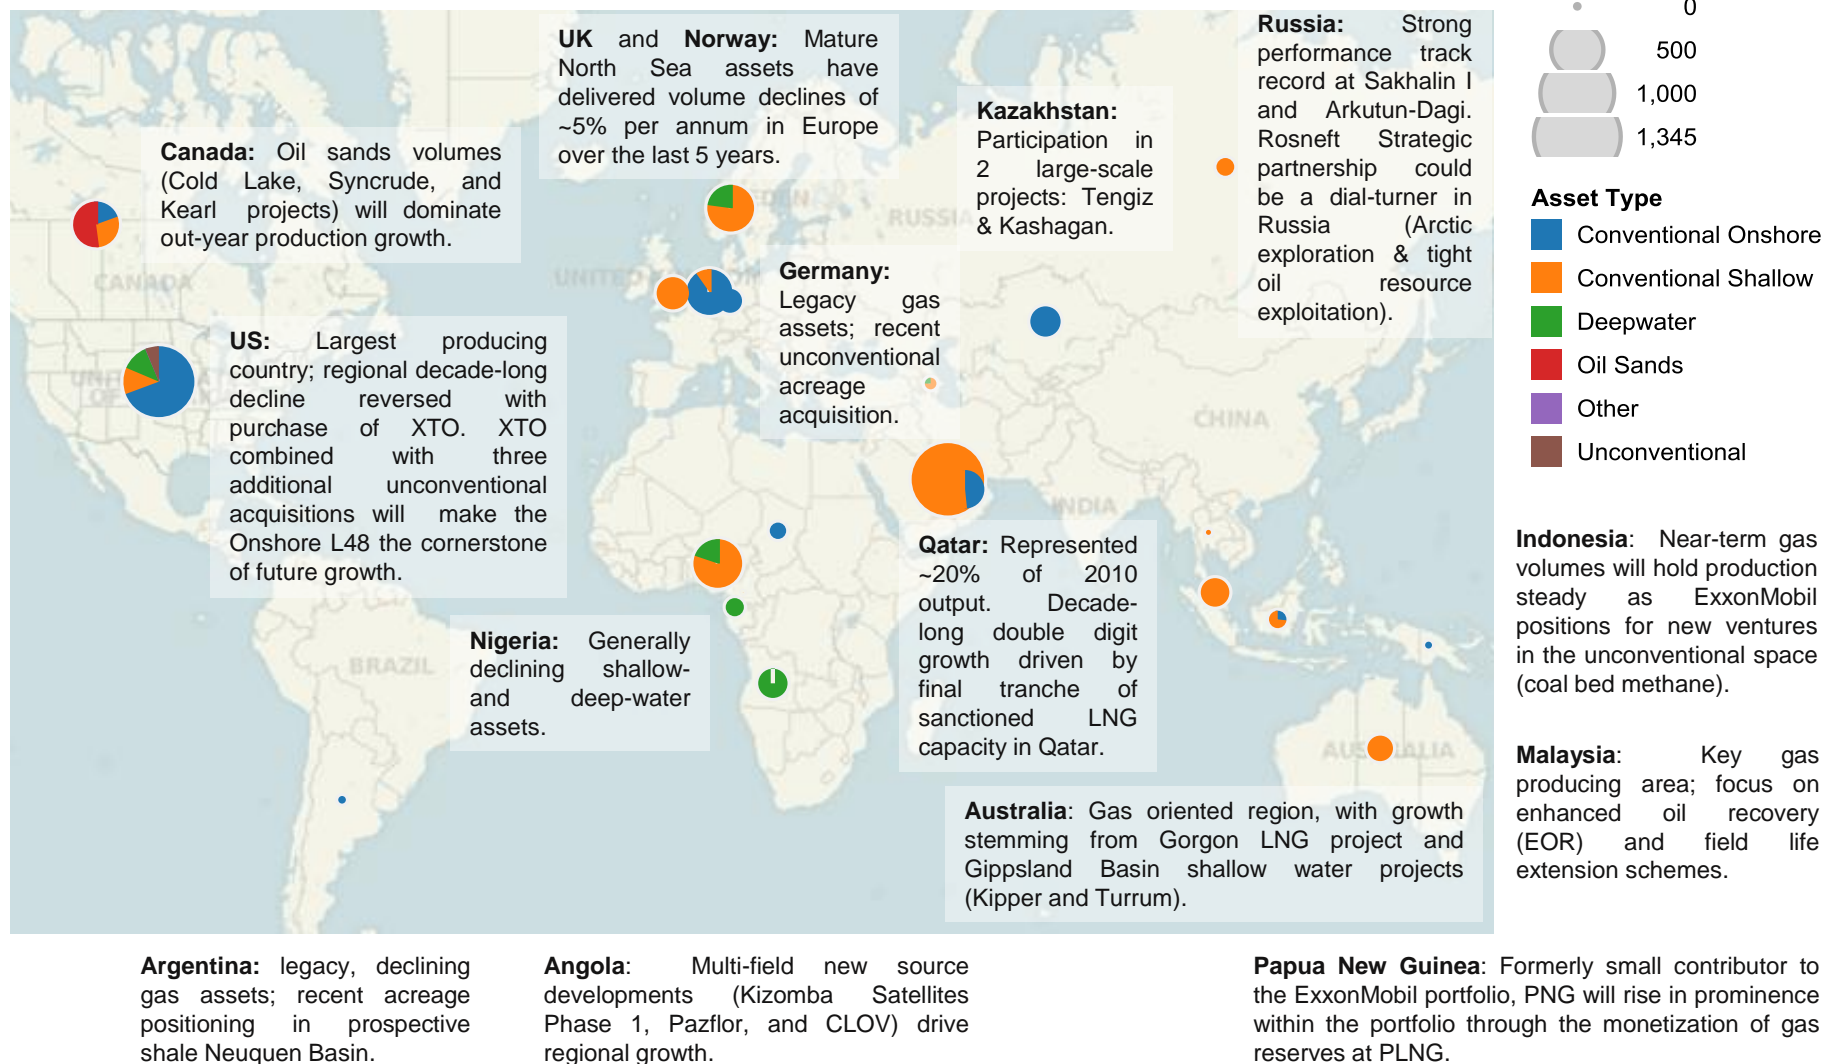 UK and Norway: Mature
North Sea assets have
delivered volume declines of
~5% per annum in Europe
over the last 5 years.
Canada: Oil sands volumes
(Cold Lake, Syncrude, and
Kearl projects) will dominate
out-year production growth.
Kazakhstan:
Participation in
2 large-scale
projects: Tengiz
& Kashagan.
Russia: Strong
performance track
record at Sakhalin I
and Arkutun-Dagi.
Rosneft Strategic
partnership could
be a dial-turner in
Russia (Arctic
exploration & tight
oil resource
exploitation).
Germany:
Legacy gas
assets; recent
unconventional
acreage
acquisition.
US: Largest producing
country; regional decade-long
decline reversed with
purchase of XTO. XTO
combined with three
additional unconventional
acquisitions will make the
Onshore L48 the cornerstone
of future growth.
Nigeria: Generally
declining shallow-
and deep-water
assets.
Qatar: Represented
~20% of 2010
output. Decade-
long double digit
growth driven by
final tranche of
sanctioned LNG
capacity in Qatar.
Australia: Gas oriented region, with growth
stemming from Gorgon LNG project and
Gippsland Basin shallow water projects
(Kipper and Turrum).
CANADA
RUSSIA
CHINA
INDIA
BRAZIL
AUSTRALIA
0
500
1,000
1,345
Asset Type
Conventional Onshore
Conventional Shallow
Deepwater
Oil Sands
Other
Unconventional
Indonesia: Near-term gas
volumes will hold production
steady as ExxonMobil
positions for new ventures
in the unconventional space
(coal bed methane).
Malaysia: Key gas
producing area; focus on
enhanced oil recovery
(EOR) and field life
extension schemes.
Argentina: legacy, declining
gas assets; recent acreage
positioning in prospective
shale Neuquen Basin.
Angola: Multi-field new source
developments (Kizomba Satellites
Phase 1, Pazflor, and CLOV) drive
regional growth.
Papua New Guinea: Formerly small contributor to
the ExxonMobil portfolio, PNG will rise in prominence
within the portfolio through the monetization of gas
reserves at PLNG.